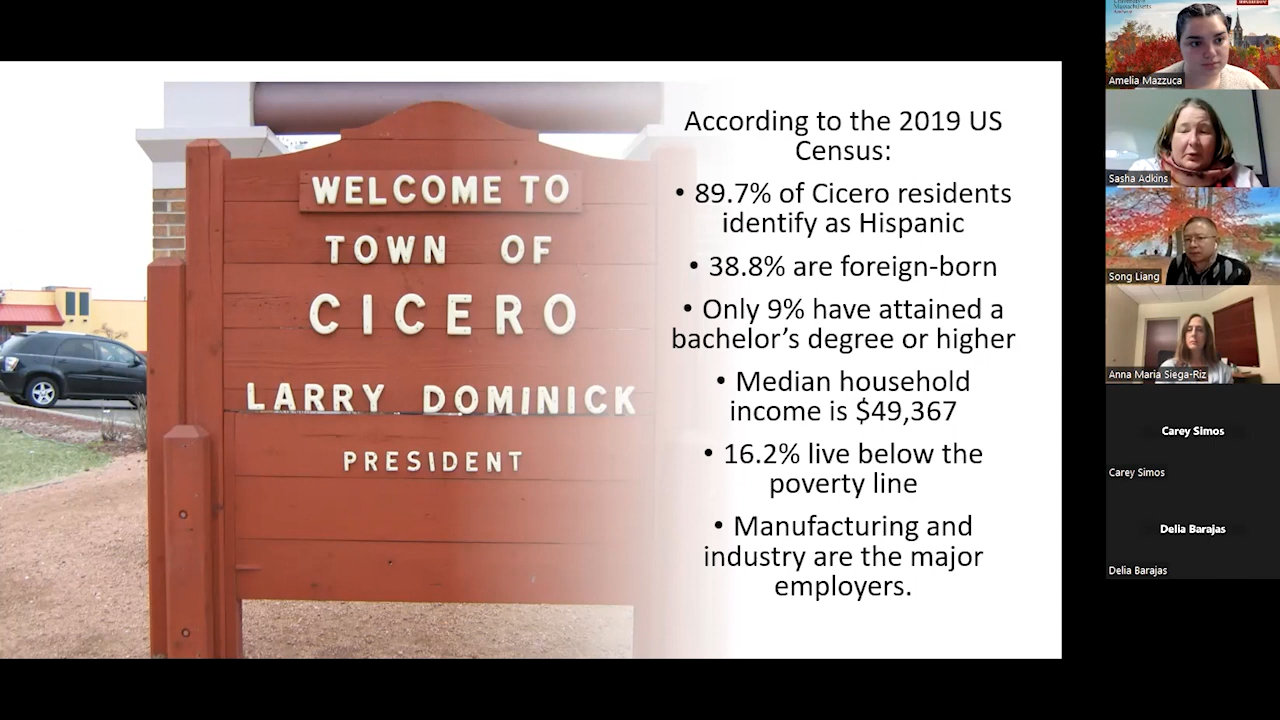 WELCOME TO
TOWN OF
CICERO
LARRY DOMINICK
PRESIDENT
According to the 2019 US
Census:
• 89.7% of Cicero residents
identify as Hispanic
• 38.8% are foreign-born
• Only 9% have attained a
bachelor’s degree or higher
• Median household
income is $49,367
• 16.2% live below the
poverty line
• Manufacturing and
industry are the major
employers.
Amelia Mazzuca
Sasha Adkins
Song Liang
Anna Maria Siega-Riz
Carey Simos
Carey Simos
Delia Barajas
Delia Barajas